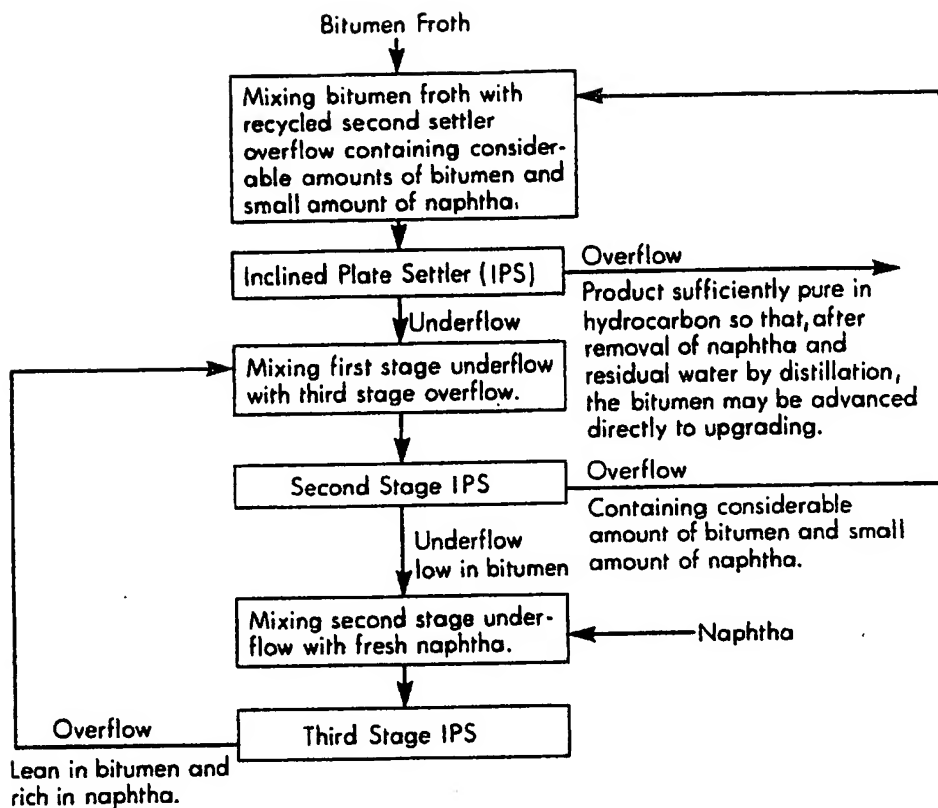 Bitumen Froth
Mixing bitumen froth with
recycled second settler
overflow containing consider-
able amounts of bitumen and
small amount of naphtha.
Inclined Plate Settler (IPS)
Overflow
Product sufficiently pure in
hydrocarbon so that, after
removal of naphtha and
residual water by distillation,
the bitumen may be advanced
directly to upgrading.
Underflow
Mixing first stage underflow
with third stage overflow.
Second Stage IPS
Overflow
Containing considerable
amount of bitumen and small
amount of naphtha.
Underflow
low in bitumen
Mixing second stage under-
flow with fresh naphtha.
Naphtha
Third Stage IPS
Overflow
Lean in bitumen and
rich in naphtha.